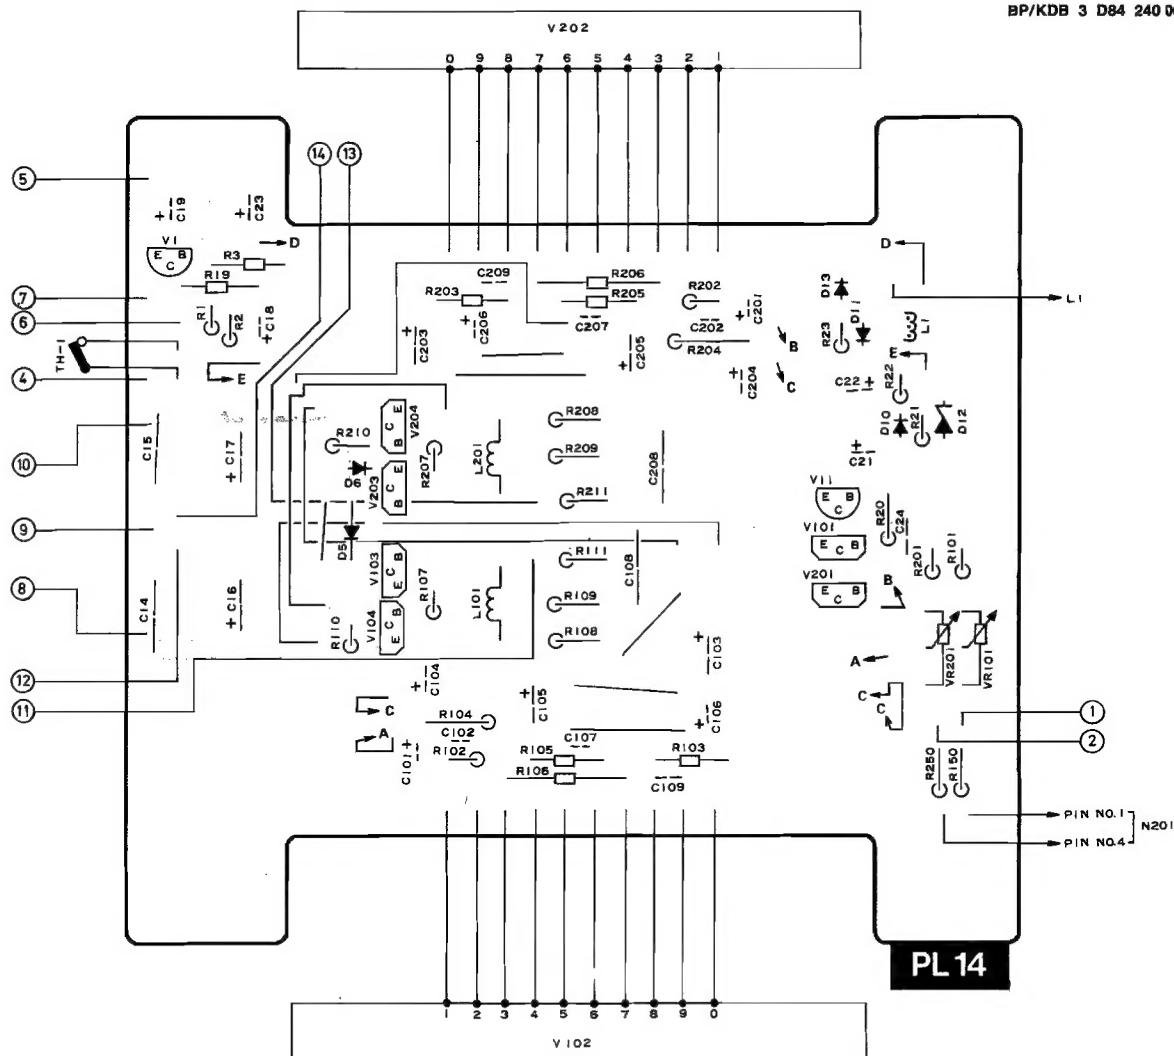 BP/KDB 3 D84 240
V202
0 9 8 7 6 5 4 3 2 1
14 13
5
C19 C23
V1
E B C
D
R3
R19
7
6
R1 R2 C18
TH-1
E
4
10
C15 C17
9
8
C14 C16
12
11
C209
R206
R203
R205
R202
C206
C207
C202
C201
C203
C205
R204
C204
B
C
D
D13
D11
L1
R23
L1
E
C22
R22
D10
R21
D12
C21
R208
R210
V204
E C B
R207
L201
R209
C208
D6
V203
E C B
R211
V11
E B C
R20
C24
V101
E C B
V201
E C B
B
R201
R101
D5
V103
B C E
R111
C108
R107
L101
R109
R110
V104
B C E
R108
C103
VR201
VR101
A
C
C
C104
C105
C106
C
A
R104
C102
R102
C101
C107
R105
R106
R103
C109
1
2
R250
R150
PIN NO.1
N201
PIN NO.4
PL14
1 2 3 4 5 6 7 8 9 0
V102